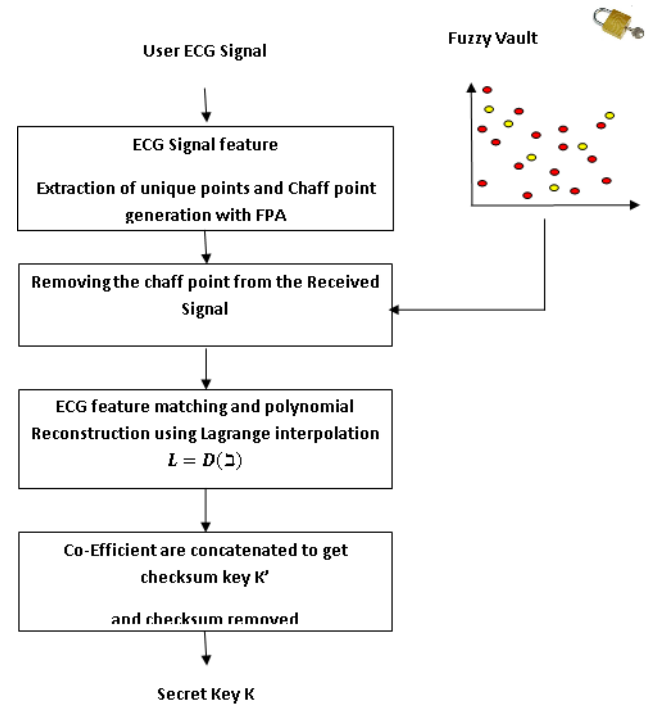 User ECG Signal
Fuzzy Vault
ECG Signal feature
Extraction of unique points and Chaff point
generation with FPA
Removing the chaff point from the Received
Signal
ECG feature matching and polynomial
Reconstruction using Lagrange interpolation
L = D(ℶ)
Co-Efficient are concatenated to get
checksum key K’
and checksum removed
Secret Key K